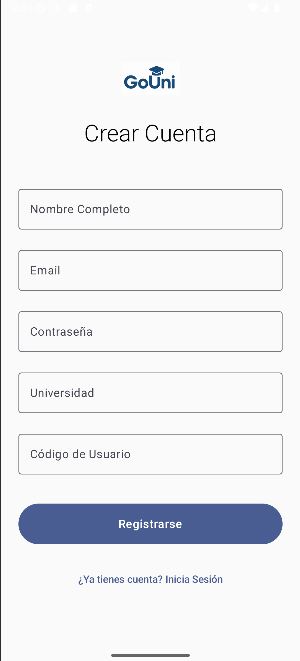 GoUni
Crear Cuenta
Nombre Completo
Email
Contraseña
Universidad
Código de Usuario
Registrarse
¿Ya tienes cuenta? Inicia Sesión